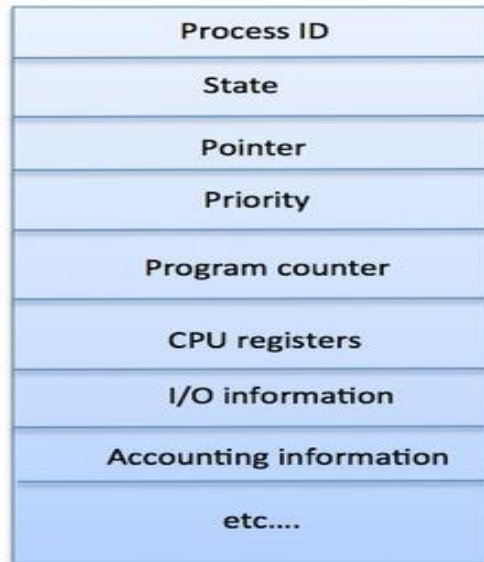 Process ID
State
Pointer
Priority
Program counter
CPU registers
I/O information
Accounting information
etc....